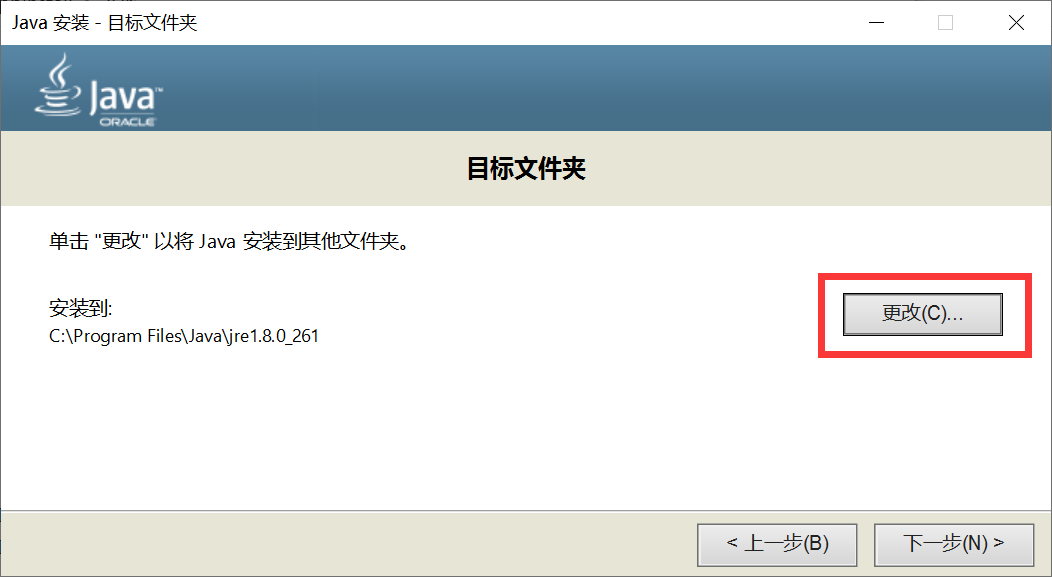 Java 安装 - 目标文件夹
Java™
ORACLE
目标文件夹
单击 "更改" 以将 Java 安装到其他文件夹。
安装到:
更改(C)...
C:\Program Files\Java\jre1.8.0_261
< 上一步(B)
下一步(N) >